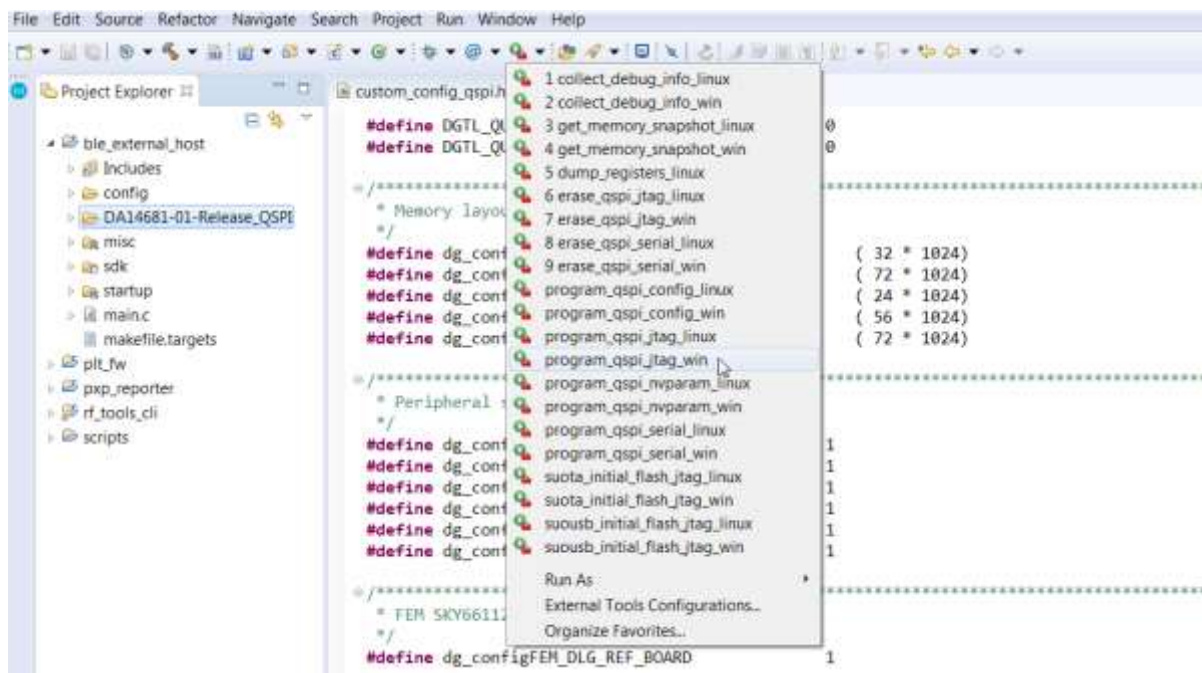 File Edit Source Refactor Navigate Search Project Run Window Help
Project Explorer
ble_external_host
Includes
config
DA14681-01-Release_QSPI
misc
sdk
startup
main.c
makefile.targets
plt_fw
pxp_reporter
rf_tools_cli
scripts
custom_config_qspi.h
#define DGTL_QU 0
#define DGTL_QU 0
/*******************
* Memory layou
*/
#define dg_conf ( 32 * 1024)
#define dg_conf ( 72 * 1024)
#define dg_conf ( 24 * 1024)
#define dg_conf ( 56 * 1024)
#define dg_conf ( 72 * 1024)
/*******************
* Peripheral s
*/
#define dg_conf 1
#define dg_conf 1
#define dg_conf 1
#define dg_conf 1
#define dg_conf 1
#define dg_conf 1
/*******************
* FEM SKY66112
*/
#define dg_configFEM_DLG_REF_BOARD 1
1 collect_debug_info_linux
2 collect_debug_info_win
3 get_memory_snapshot_linux
4 get_memory_snapshot_win
5 dump_registers_linux
6 erase_qspi_jtag_linux
7 erase_qspi_jtag_win
8 erase_qspi_serial_linux
9 erase_qspi_serial_win
program_qspi_config_linux
program_qspi_config_win
program_qspi_jtag_linux
program_qspi_jtag_win
program_qspi_nvparam_linux
program_qspi_nvparam_win
program_qspi_serial_linux
program_qspi_serial_win
suota_initial_flash_jtag_linux
suota_initial_flash_jtag_win
suousb_initial_flash_jtag_linux
suousb_initial_flash_jtag_win
Run As
External Tools Configurations...
Organize Favorites...